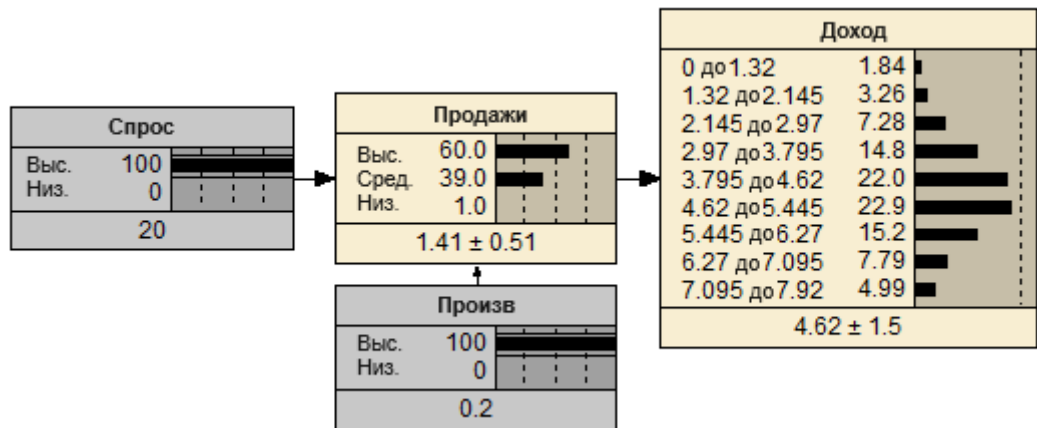 Спрос
Выс. 100
Низ. 0
20
Продажи
Выс. 60.0
Сред. 39.0
Низ. 1.0
1.41 ± 0.51
Произв
Выс. 100
Низ. 0
0.2
Доход
0 до 1.32 1.84
1.32 до 2.145 3.26
2.145 до 2.97 7.28
2.97 до 3.795 14.8
3.795 до 4.62 22.0
4.62 до 5.445 22.9
5.445 до 6.27 15.2
6.27 до 7.095 7.79
7.095 до 7.92 4.99
4.62 ± 1.5